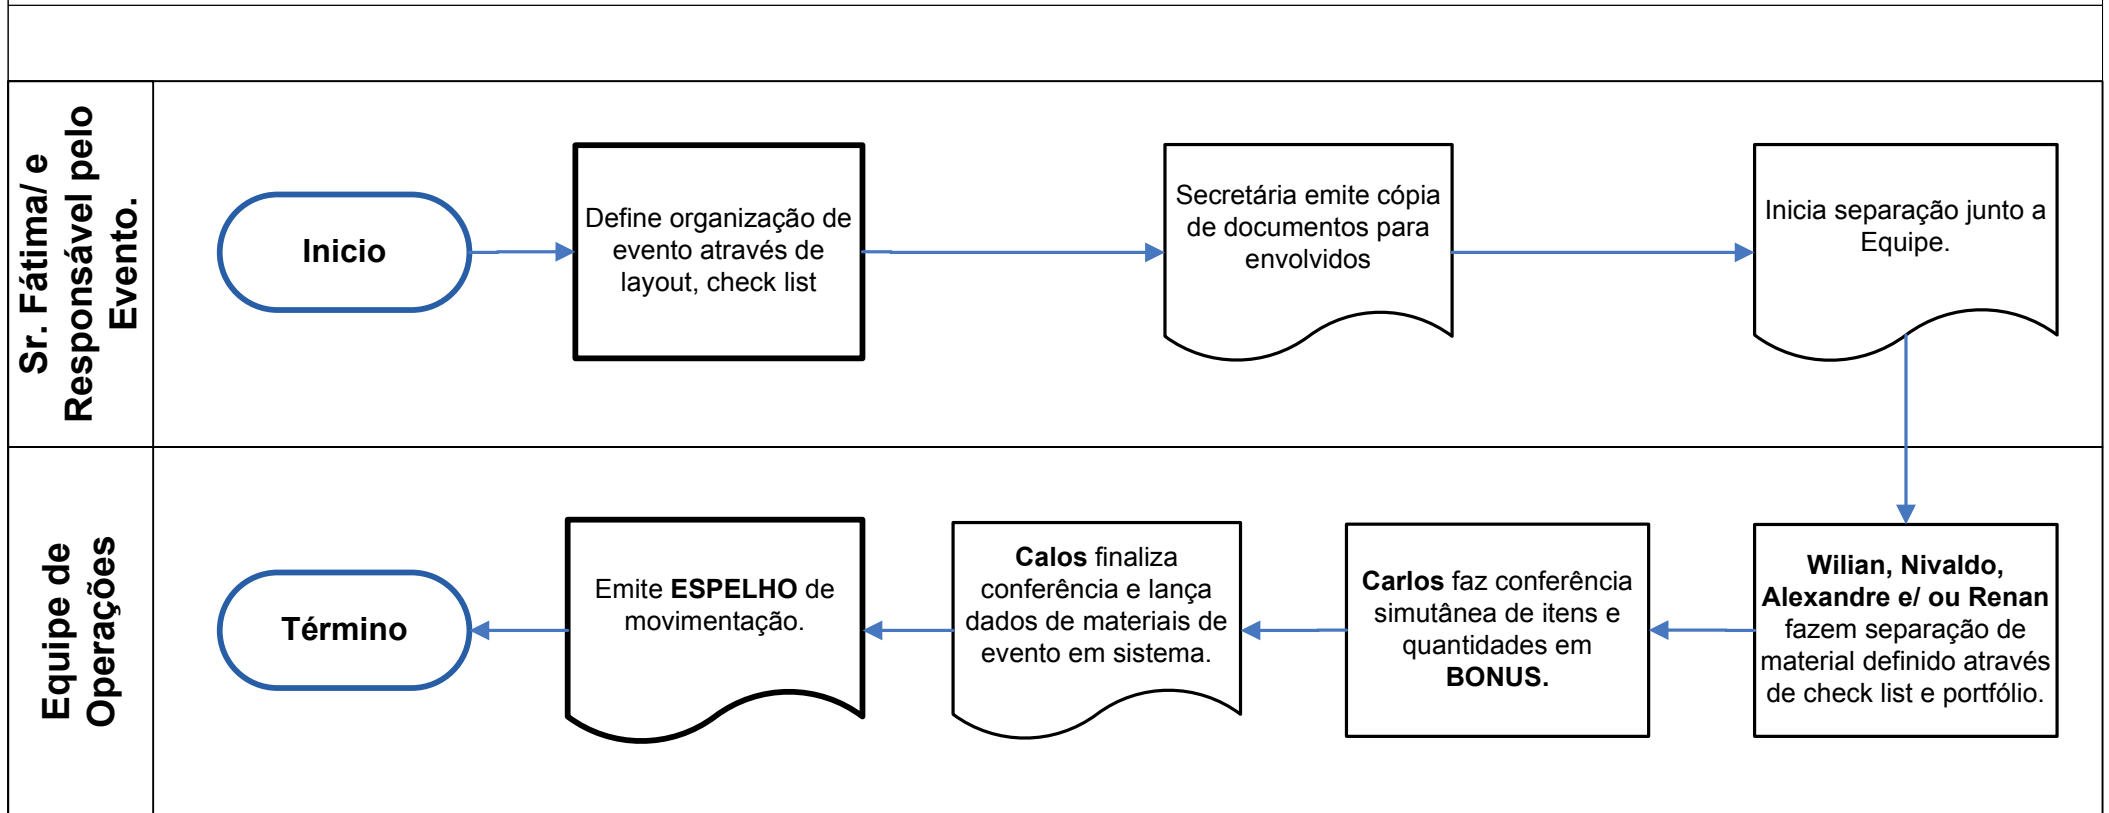 Sr. Fátima/ e
Responsável pelo
Evento.
Inicio
Define organização de
evento através de
layout, check list
Secretária emite cópia
de documentos para
envolvidos
Inicia separação junto a
Equipe.
Equipe de
Operações
Término
Emite ESPELHO de
movimentação.
Calos finaliza
conferência e lança
dados de materiais de
evento em sistema.
Carlos faz conferência
simutânea de itens e
quantidades em
BONUS.
Wilian, Nivaldo,
Alexandre e/ ou Renan
fazem separação de
material definido através
de check list e portfólio.